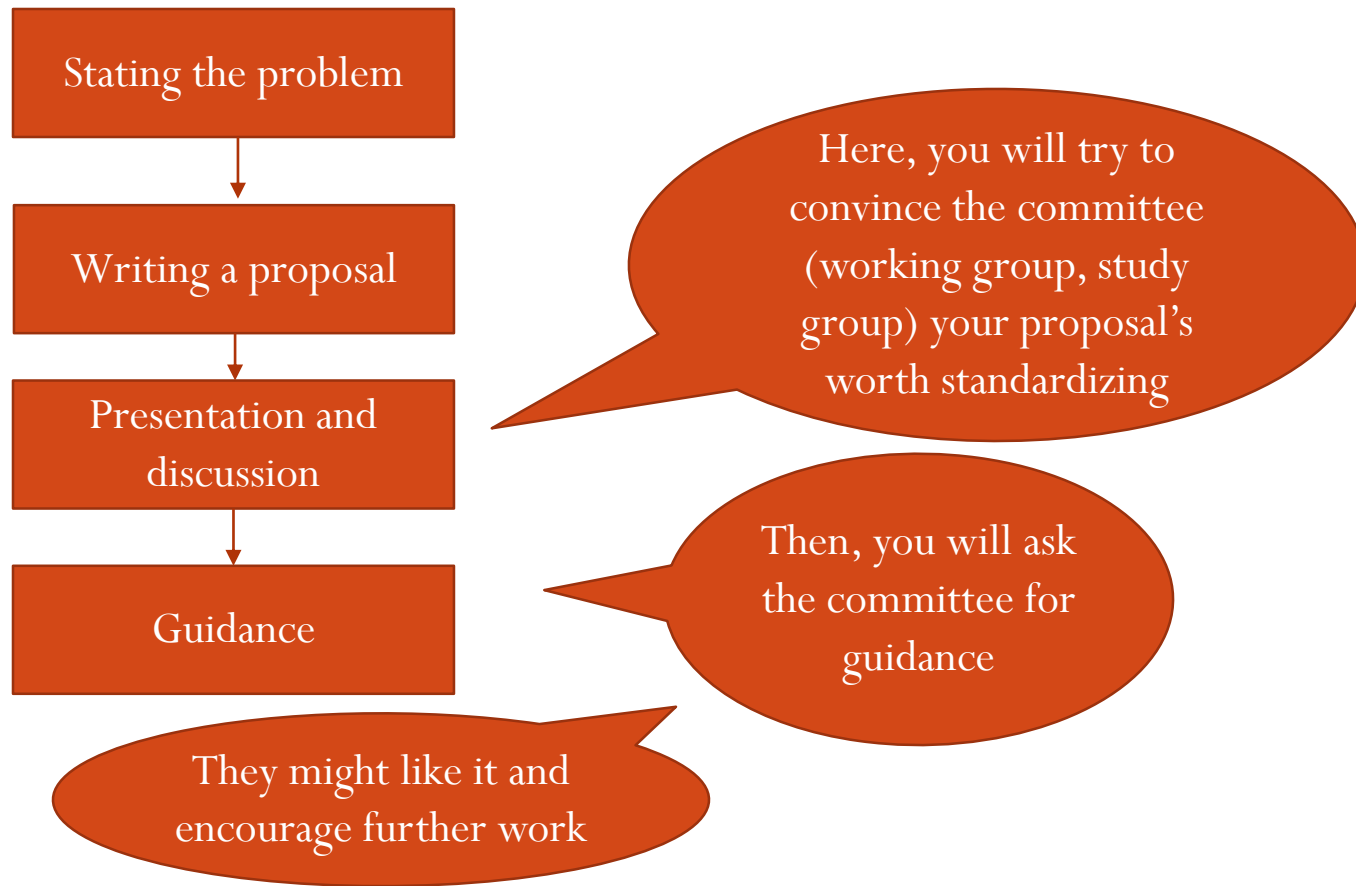 Stating the problem
Writing a proposal
Presentation and
discussion
Guidance
Here, you will try to
convince the committee
(working group, study
group) your proposal’s
worth standardizing
Then, you will ask
the committee for
guidance
They might like it and
encourage further work